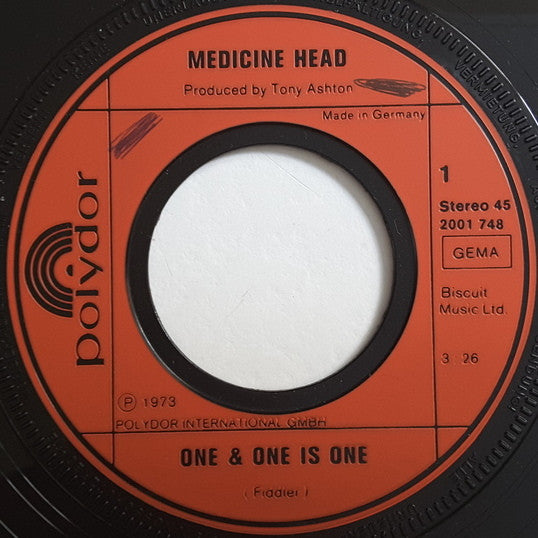 MEDICINE HEAD
Produced by Tony Ashton
Made in Germany
polydor
1
Stereo 45
2001 748
GEMA
Biscuit
Music Ltd.
3:26
Ⓟ 1973
POLYDOR INTERNATIONAL GMBH
ONE & ONE IS ONE
(Fiddler)
VERMIETUNG